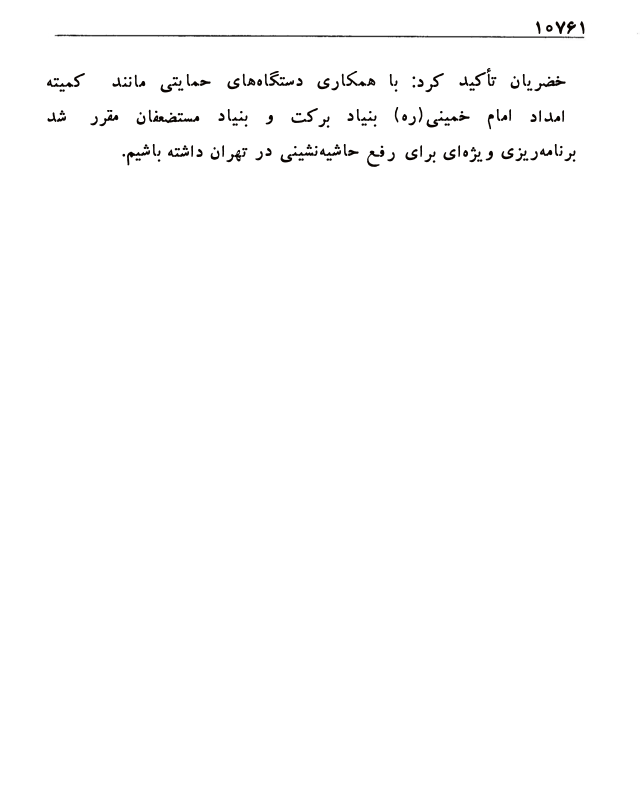 ۱۰۷۶۱
خضریان تأکید کرد: با همکاری دستگاه‌های حمایتی مانند کمیته
امداد امام خمینی(ره) بنیاد برکت و بنیاد مستضعفان مقرر شد
برنامه‌ریزی ویژه‌ای برای رفع حاشیه‌نشینی در تهران داشته باشیم.